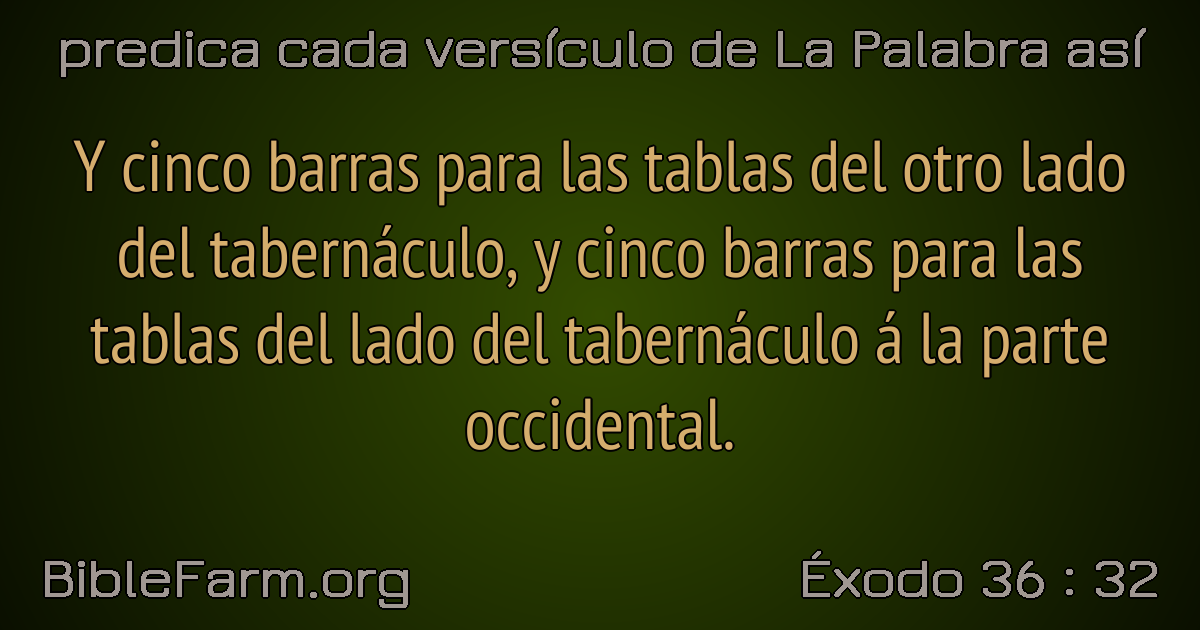 predica cada versículo de La Palabra así
Y cinco barras para las tablas del otro lado
del tabernáculo, y cinco barras para las
tablas del lado del tabernáculo á la parte
occidental.
BibleFarm.org
Éxodo 36 : 32